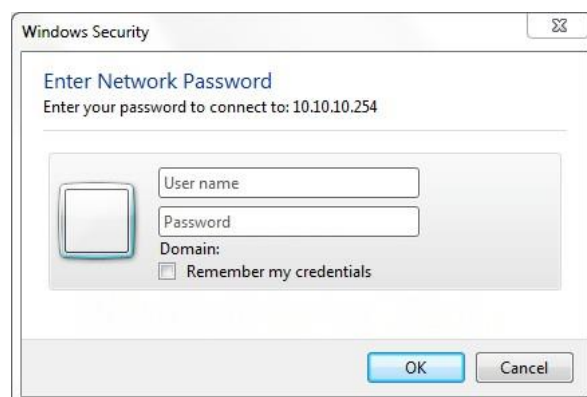 Windows Security
Enter Network Password
Enter your password to connect to: 10.10.10.254
User name
Password
Domain:
Remember my credentials
OK Cancel